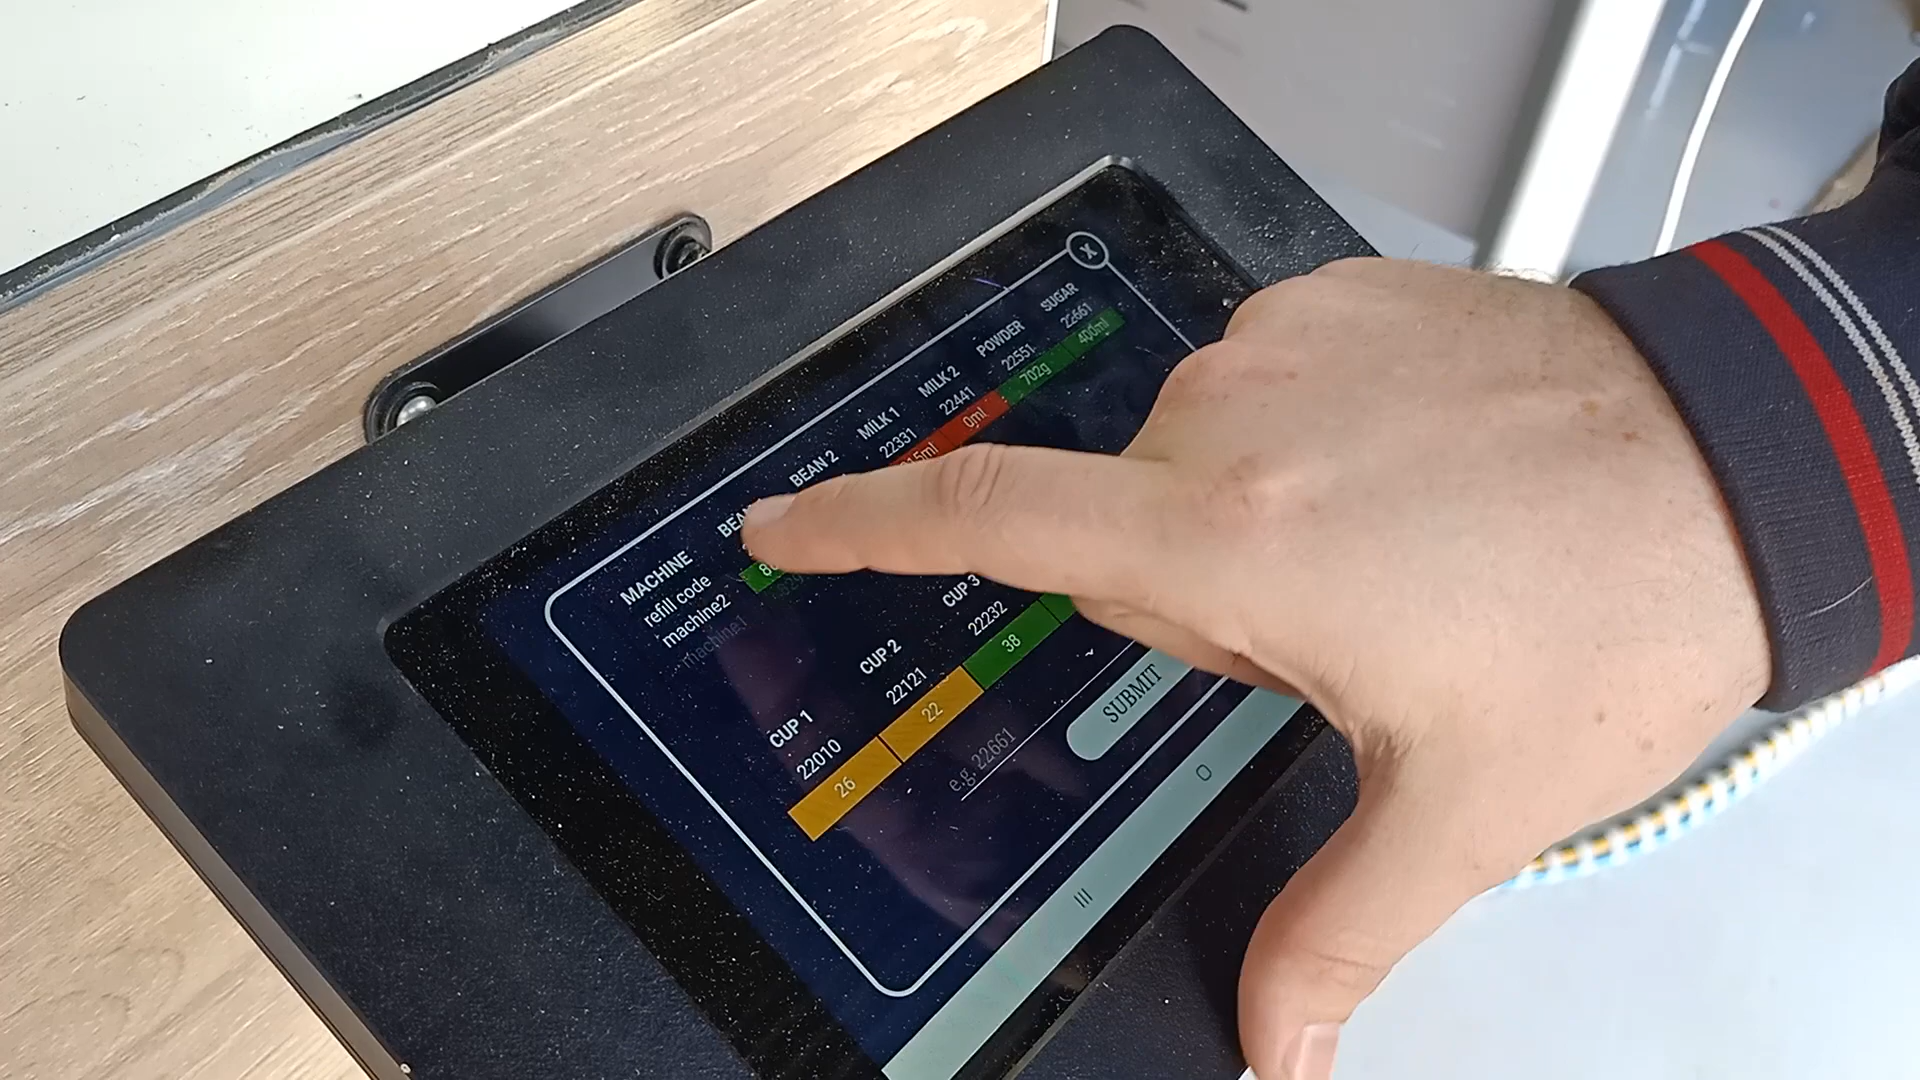 X
MACHINE BEAN 2 MILK 1 MILK 2 POWDER SUGAR
refill code 22331 22441 22551 22661
machine2 0ml 702g 400ml
machine1
CUP 1 CUP 2 CUP 3
22010 22121 22232
26 22 38
e.g. 22661
SUBMIT